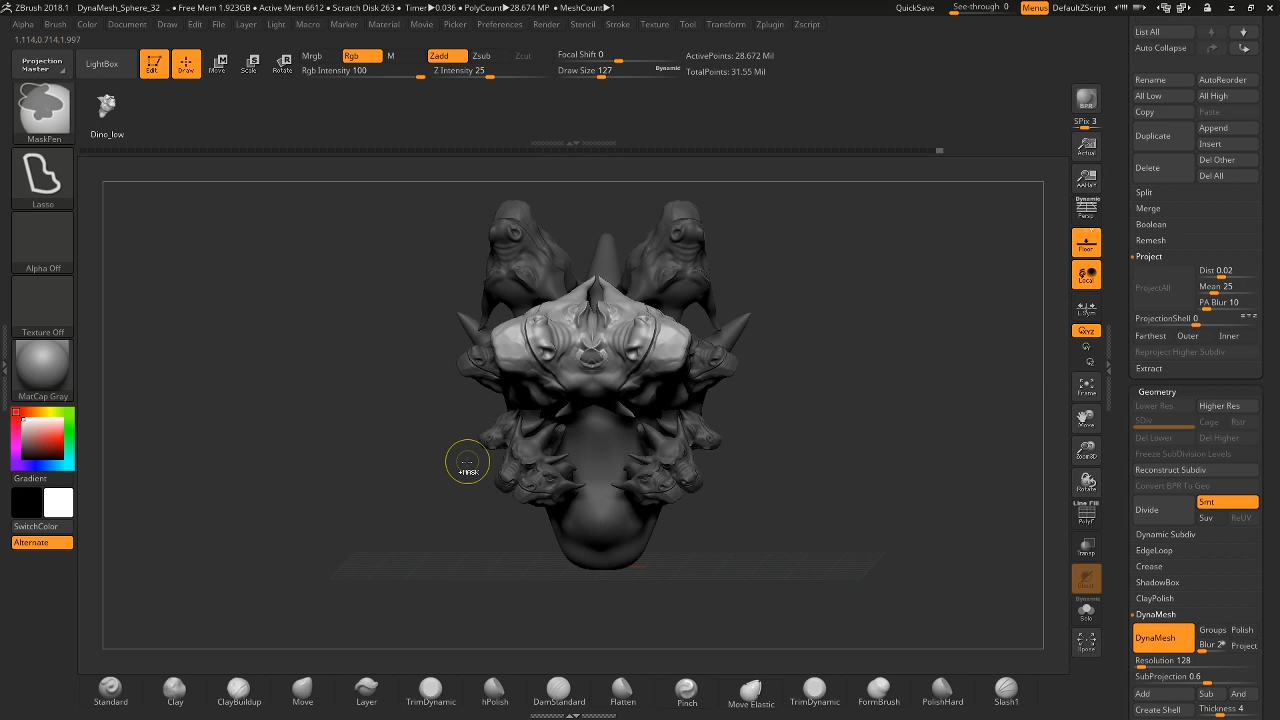 ZBrush 2018.1 DynaMesh_Sphere_32 .. • Free Mem 1.923GB • Active Mem 6612 • Scratch Disk 263 • Timer▶0.036 • PolyCount▶28.674 MP • MeshCount▶1 QuickSave See-through 0 Menus DefaultZScript
Alpha Brush Color Document Draw Edit File Layer Light Macro Marker Material Movie Picker Preferences Render Stencil Stroke Texture Tool Transform Zplugin Zscript
1.114,0.714,1.997
Projection Master
LightBox
Edit Draw Move Scale Rotate
Mrgb Rgb M Zadd Zsub Zcut
Rgb Intensity 100 Z Intensity 25
Focal Shift 0
Draw Size 127 Dynamic
ActivePoints: 28.672 Mil
TotalPoints: 31.55 Mil
MaskPen
Dino_low
Lasso
Alpha Off
Texture Off
MatCap Gray
Gradient
SwitchColor
Alternate
+MASK
BPR
SPix 3
Actual
AAHalf
Dynamic
Persp
Floor
Local
L.Sym
XYZ
Frame
Move
Zoom3D
Rotate
Line Fill
PolyF
Transp
Ghost
Dynamic
Solo
Xpose
List All
Auto Collapse
Rename AutoReorder
All Low All High
Copy Paste
Duplicate Append
Insert
Delete Del Other
Del All
Split
Merge
Boolean
Remesh
Project
ProjectAll Dist 0.02
Mean 25
PA Blur 10
ProjectionShell 0
Farthest Outer Inner
Reproject Higher Subdiv
Extract
Geometry
Lower Res Higher Res
SDiv Cage Rstr
Del Lower Del Higher
Freeze SubDivision Levels
Reconstruct Subdiv
Convert BPR To Geo
Divide Smt
Suv ReUV
Dynamic Subdiv
EdgeLoop
Crease
ShadowBox
ClayPolish
DynaMesh
DynaMesh Groups Polish
Blur 2 Project
Resolution 128
SubProjection 0.6
Add Sub And
Create Shell Thickness 4
Standard Clay ClayBuildup Move Layer TrimDynamic hPolish DamStandard Flatten Pinch Move Elastic TrimDynamic FormBrush PolishHard Slash1